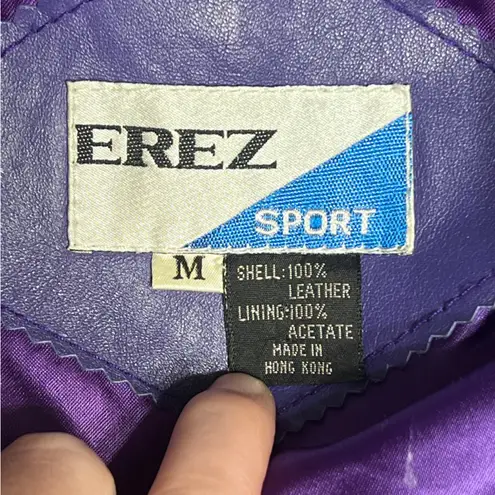 EREZ
SPORT
M
SHELL:100%
LEATHER
LINING:100%
ACETATE
MADE IN
HONG KONG